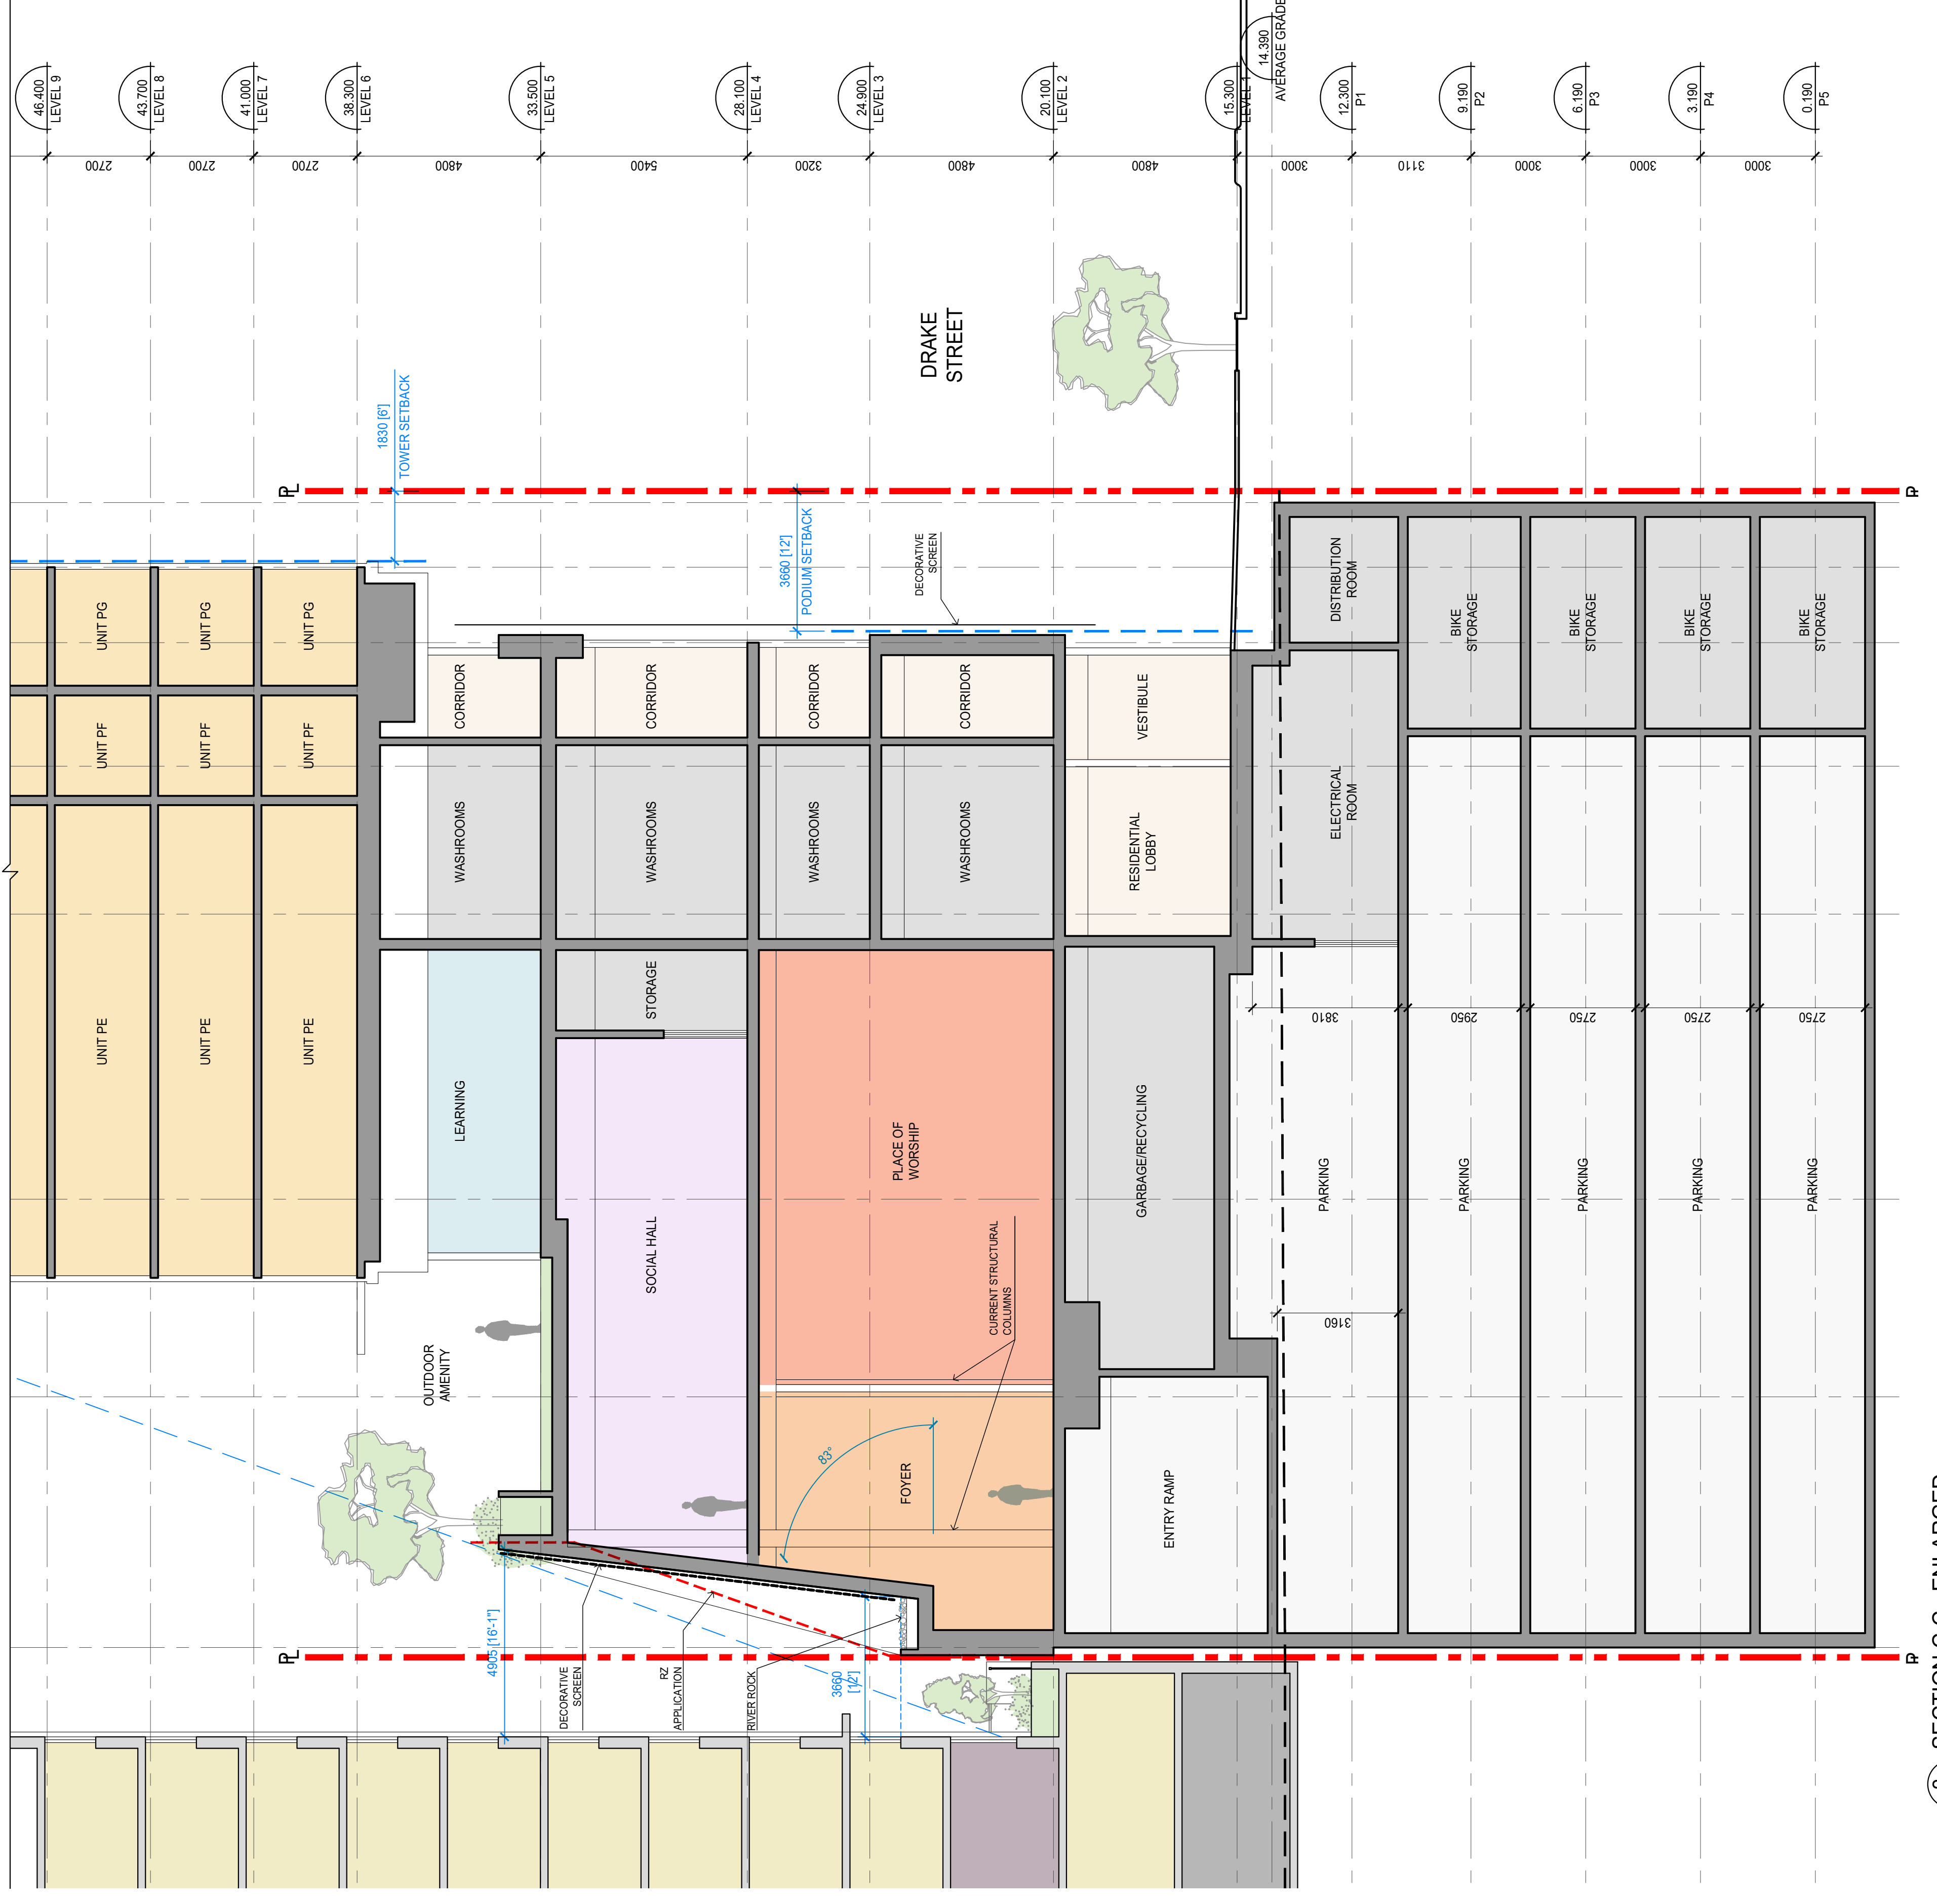 46.400
LEVEL 9
43.700
LEVEL 8
41.000
LEVEL 7
38.300
LEVEL 6
33.500
LEVEL 5
28.100
LEVEL 4
24.900
LEVEL 3
20.100
LEVEL 2
15.300
LEVEL 1
14.390
AVERAGE GRADE
12.300
P1
9.190
P2
6.190
P3
3.190
P4
0.190
P5
2700
2700
2700
4800
5400
3200
4800
4800
3000
3110
3000
3000
3000
DRAKE
STREET
1830 [6']
TOWER SETBACK
3660 [12']
PODIUM SETBACK
DECORATIVE
SCREEN
PL
PL
UNIT PG
UNIT PG
UNIT PG
UNIT PF
UNIT PF
UNIT PF
UNIT PE
UNIT PE
UNIT PE
CORRIDOR
CORRIDOR
CORRIDOR
CORRIDOR
VESTIBULE
WASHROOMS
WASHROOMS
WASHROOMS
WASHROOMS
RESIDENTIAL
LOBBY
DISTRIBUTION
ROOM
ELECTRICAL
ROOM
BIKE
STORAGE
BIKE
STORAGE
BIKE
STORAGE
BIKE
STORAGE
LEARNING
STORAGE
SOCIAL HALL
PLACE OF
WORSHIP
GARBAGE/RECYCLING
CURRENT STRUCTURAL
COLUMNS
OUTDOOR
AMENITY
FOYER
83°
ENTRY RAMP
3810
2950
2750
2750
2750
3160
PARKING
PARKING
PARKING
PARKING
PARKING
PL
PL
4905 [16'-1"]
3660
[12']
DECORATIVE
SCREEN
RZ
APPLICATION
RIVER ROCK